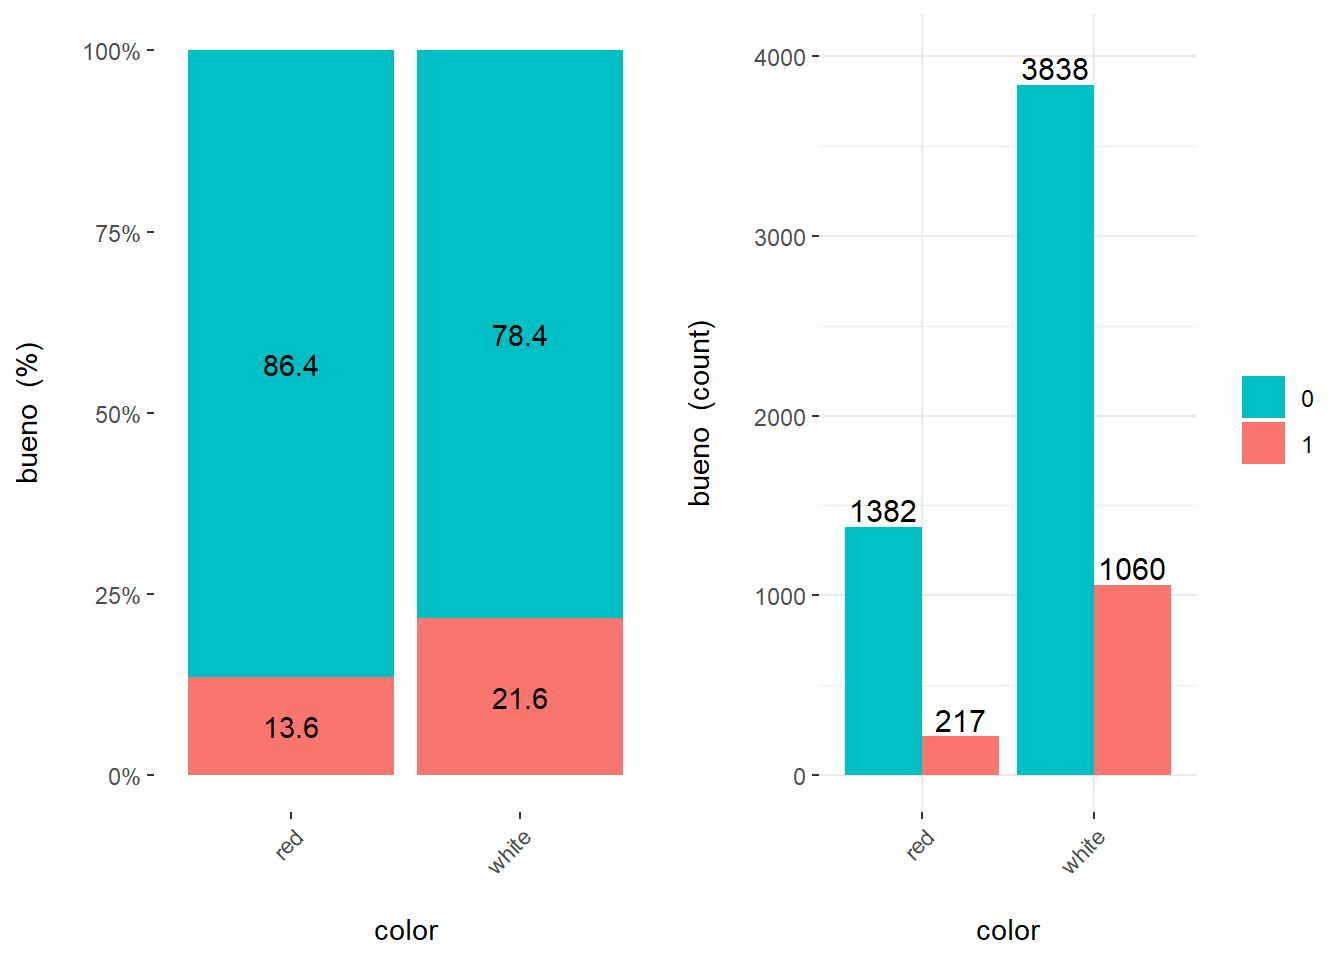 100%
75%
50%
25%
0%
bueno (%)
86.4
78.4
13.6
21.6
red
white
color
4000
3000
2000
1000
0
bueno (count)
3838
1382
1060
217
red
white
color
0
1